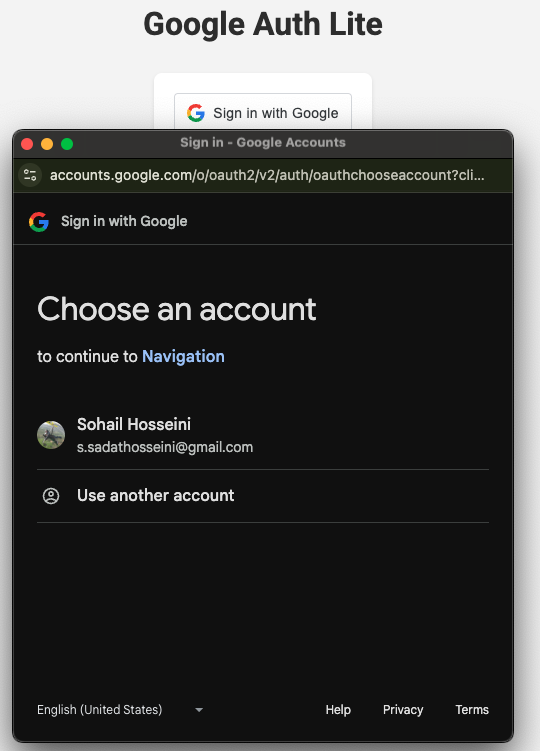 Google Auth Lite
Sign in with Google
Sign in - Google Accounts
accounts.google.com/o/oauth2/v2/auth/oauthchooseaccount?cli...
Sign in with Google
Choose an account
to continue to Navigation
Sohail Hosseini
s.sadathosseini@gmail.com
Use another account
English (United States)
Help Privacy Terms